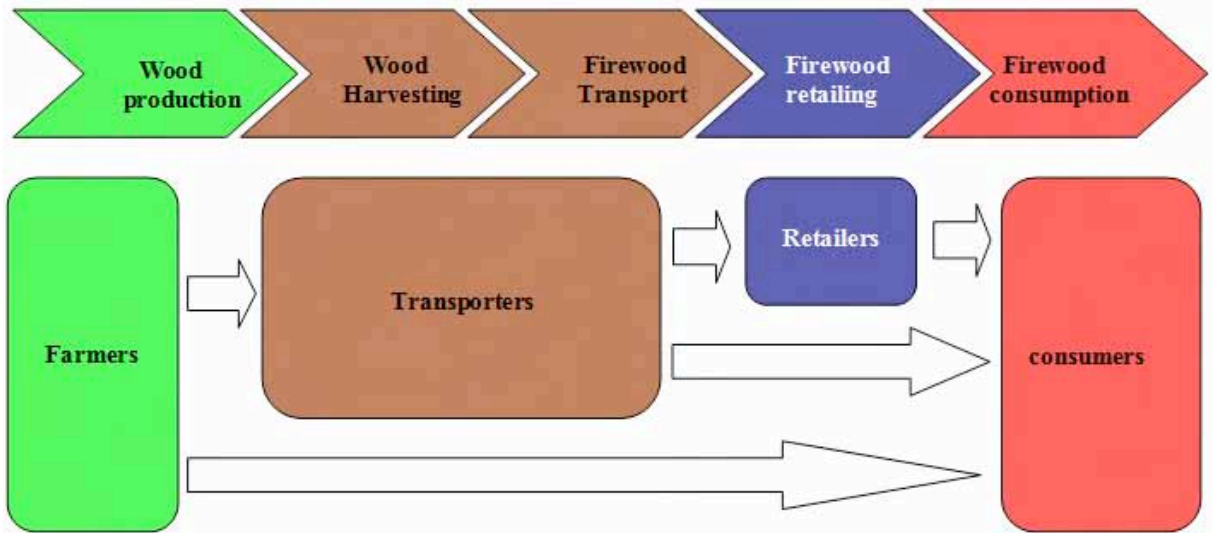 Wood
production
Wood
Harvesting
Firewood
Transport
Firewood
retailing
Firewood
consumption
Farmers
Transporters
Retailers
consumers